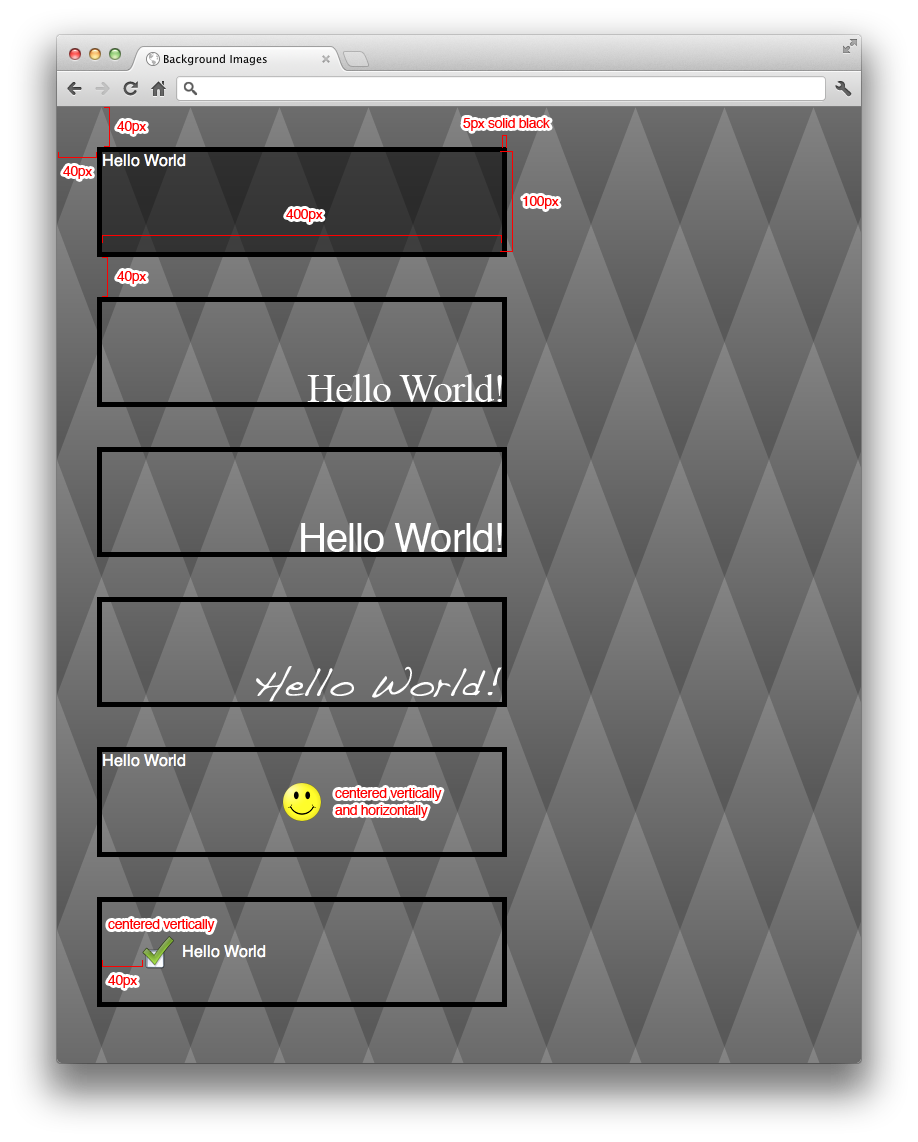 Background Images
40px
5px solid black
Hello World
40px
100px
400px
40px
Hello World!
Hello World!
Hello World!
Hello World
centered vertically
and horizontally
centered vertically
Hello World
40px